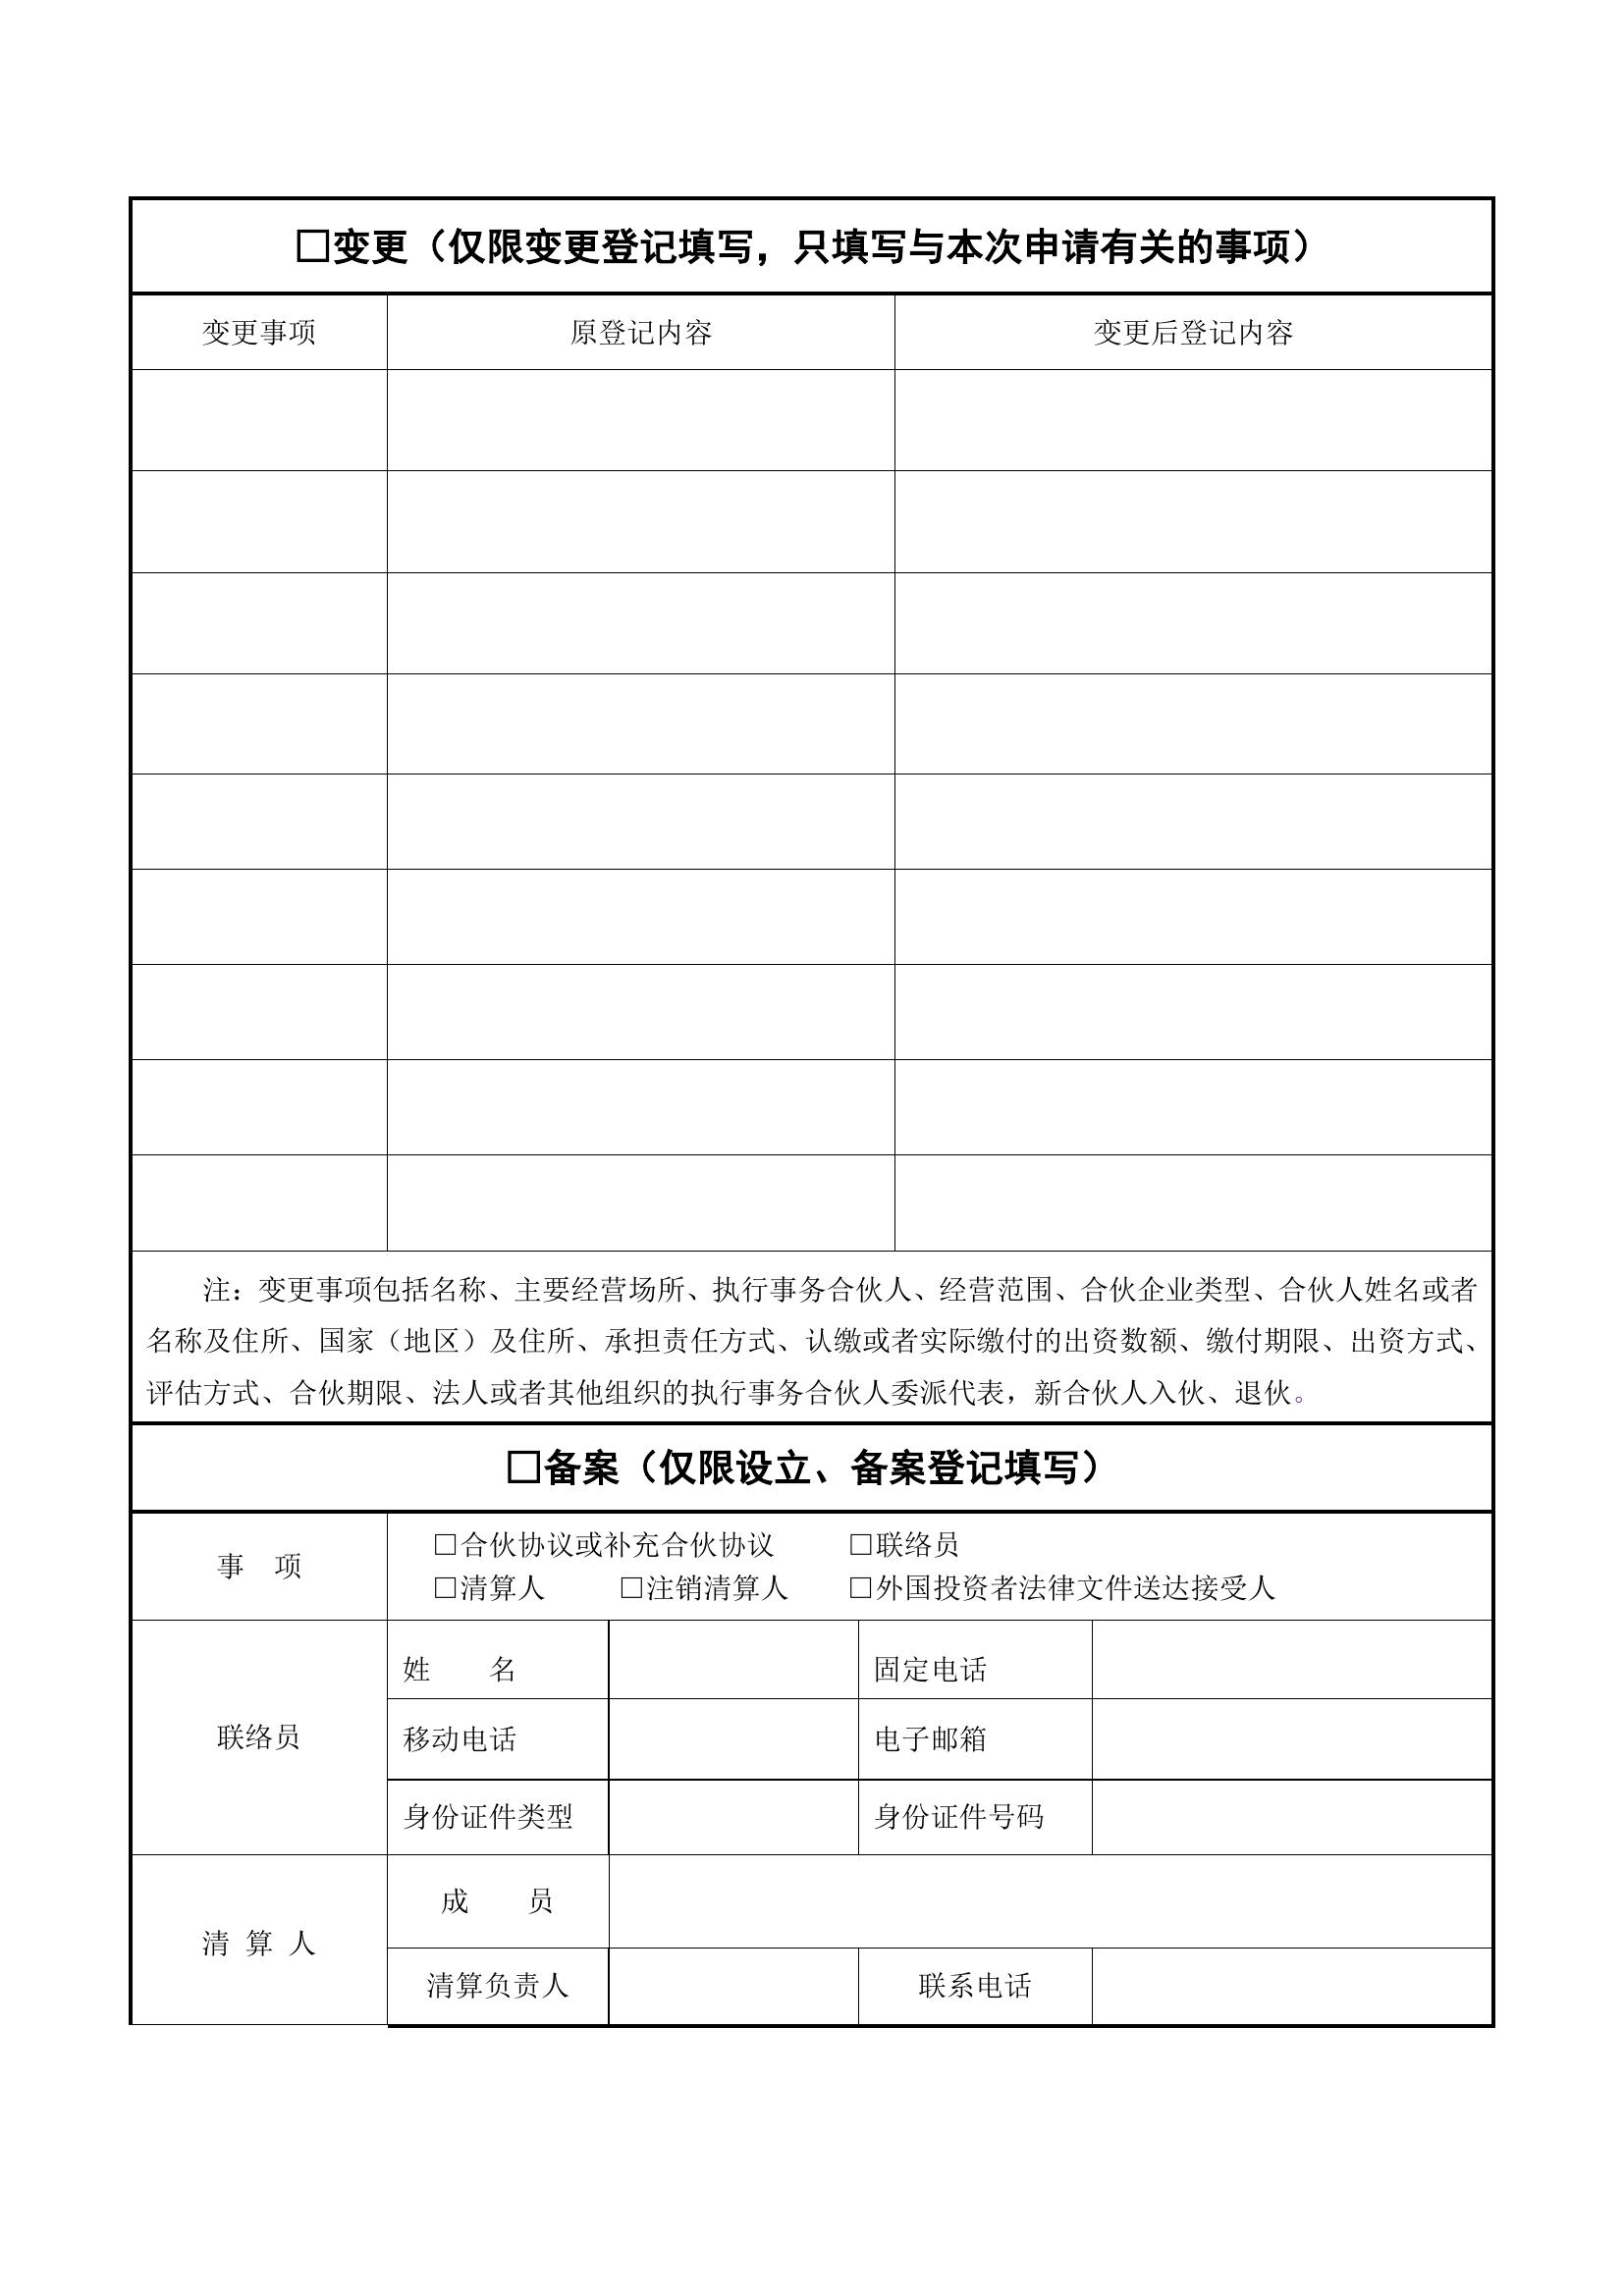 □变更（仅限变更登记填写，只填写与本次申请有关的事项）
变更事项 原登记内容 变更后登记内容
注：变更事项包括名称、主要经营场所、执行事务合伙人、经营范围、合伙企业类型、合伙人姓名或者
名称及住所、国家（地区）及住所、承担责任方式、认缴或者实际缴付的出资数额、缴付期限、出资方式、
评估方式、合伙期限、法人或者其他组织的执行事务合伙人委派代表，新合伙人入伙、退伙。
□备案（仅限设立、备案登记填写）
事 项
□合伙协议或补充合伙协议 □联络员
□清算人 □注销清算人 □外国投资者法律文件送达接受人
联络员
姓 名 固定电话
移动电话 电子邮箱
身份证件类型 身份证件号码
清 算 人
成 员
清算负责人 联系电话